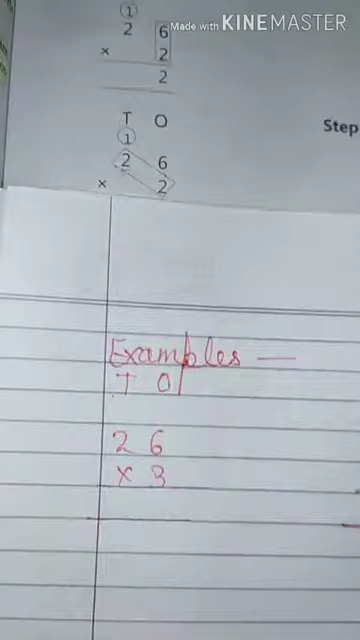 ①
2 6
× 2
2
Made with KINEMASTER
T O
Step
①
2 6
× 2
Examples —
T O
2 6
× 3